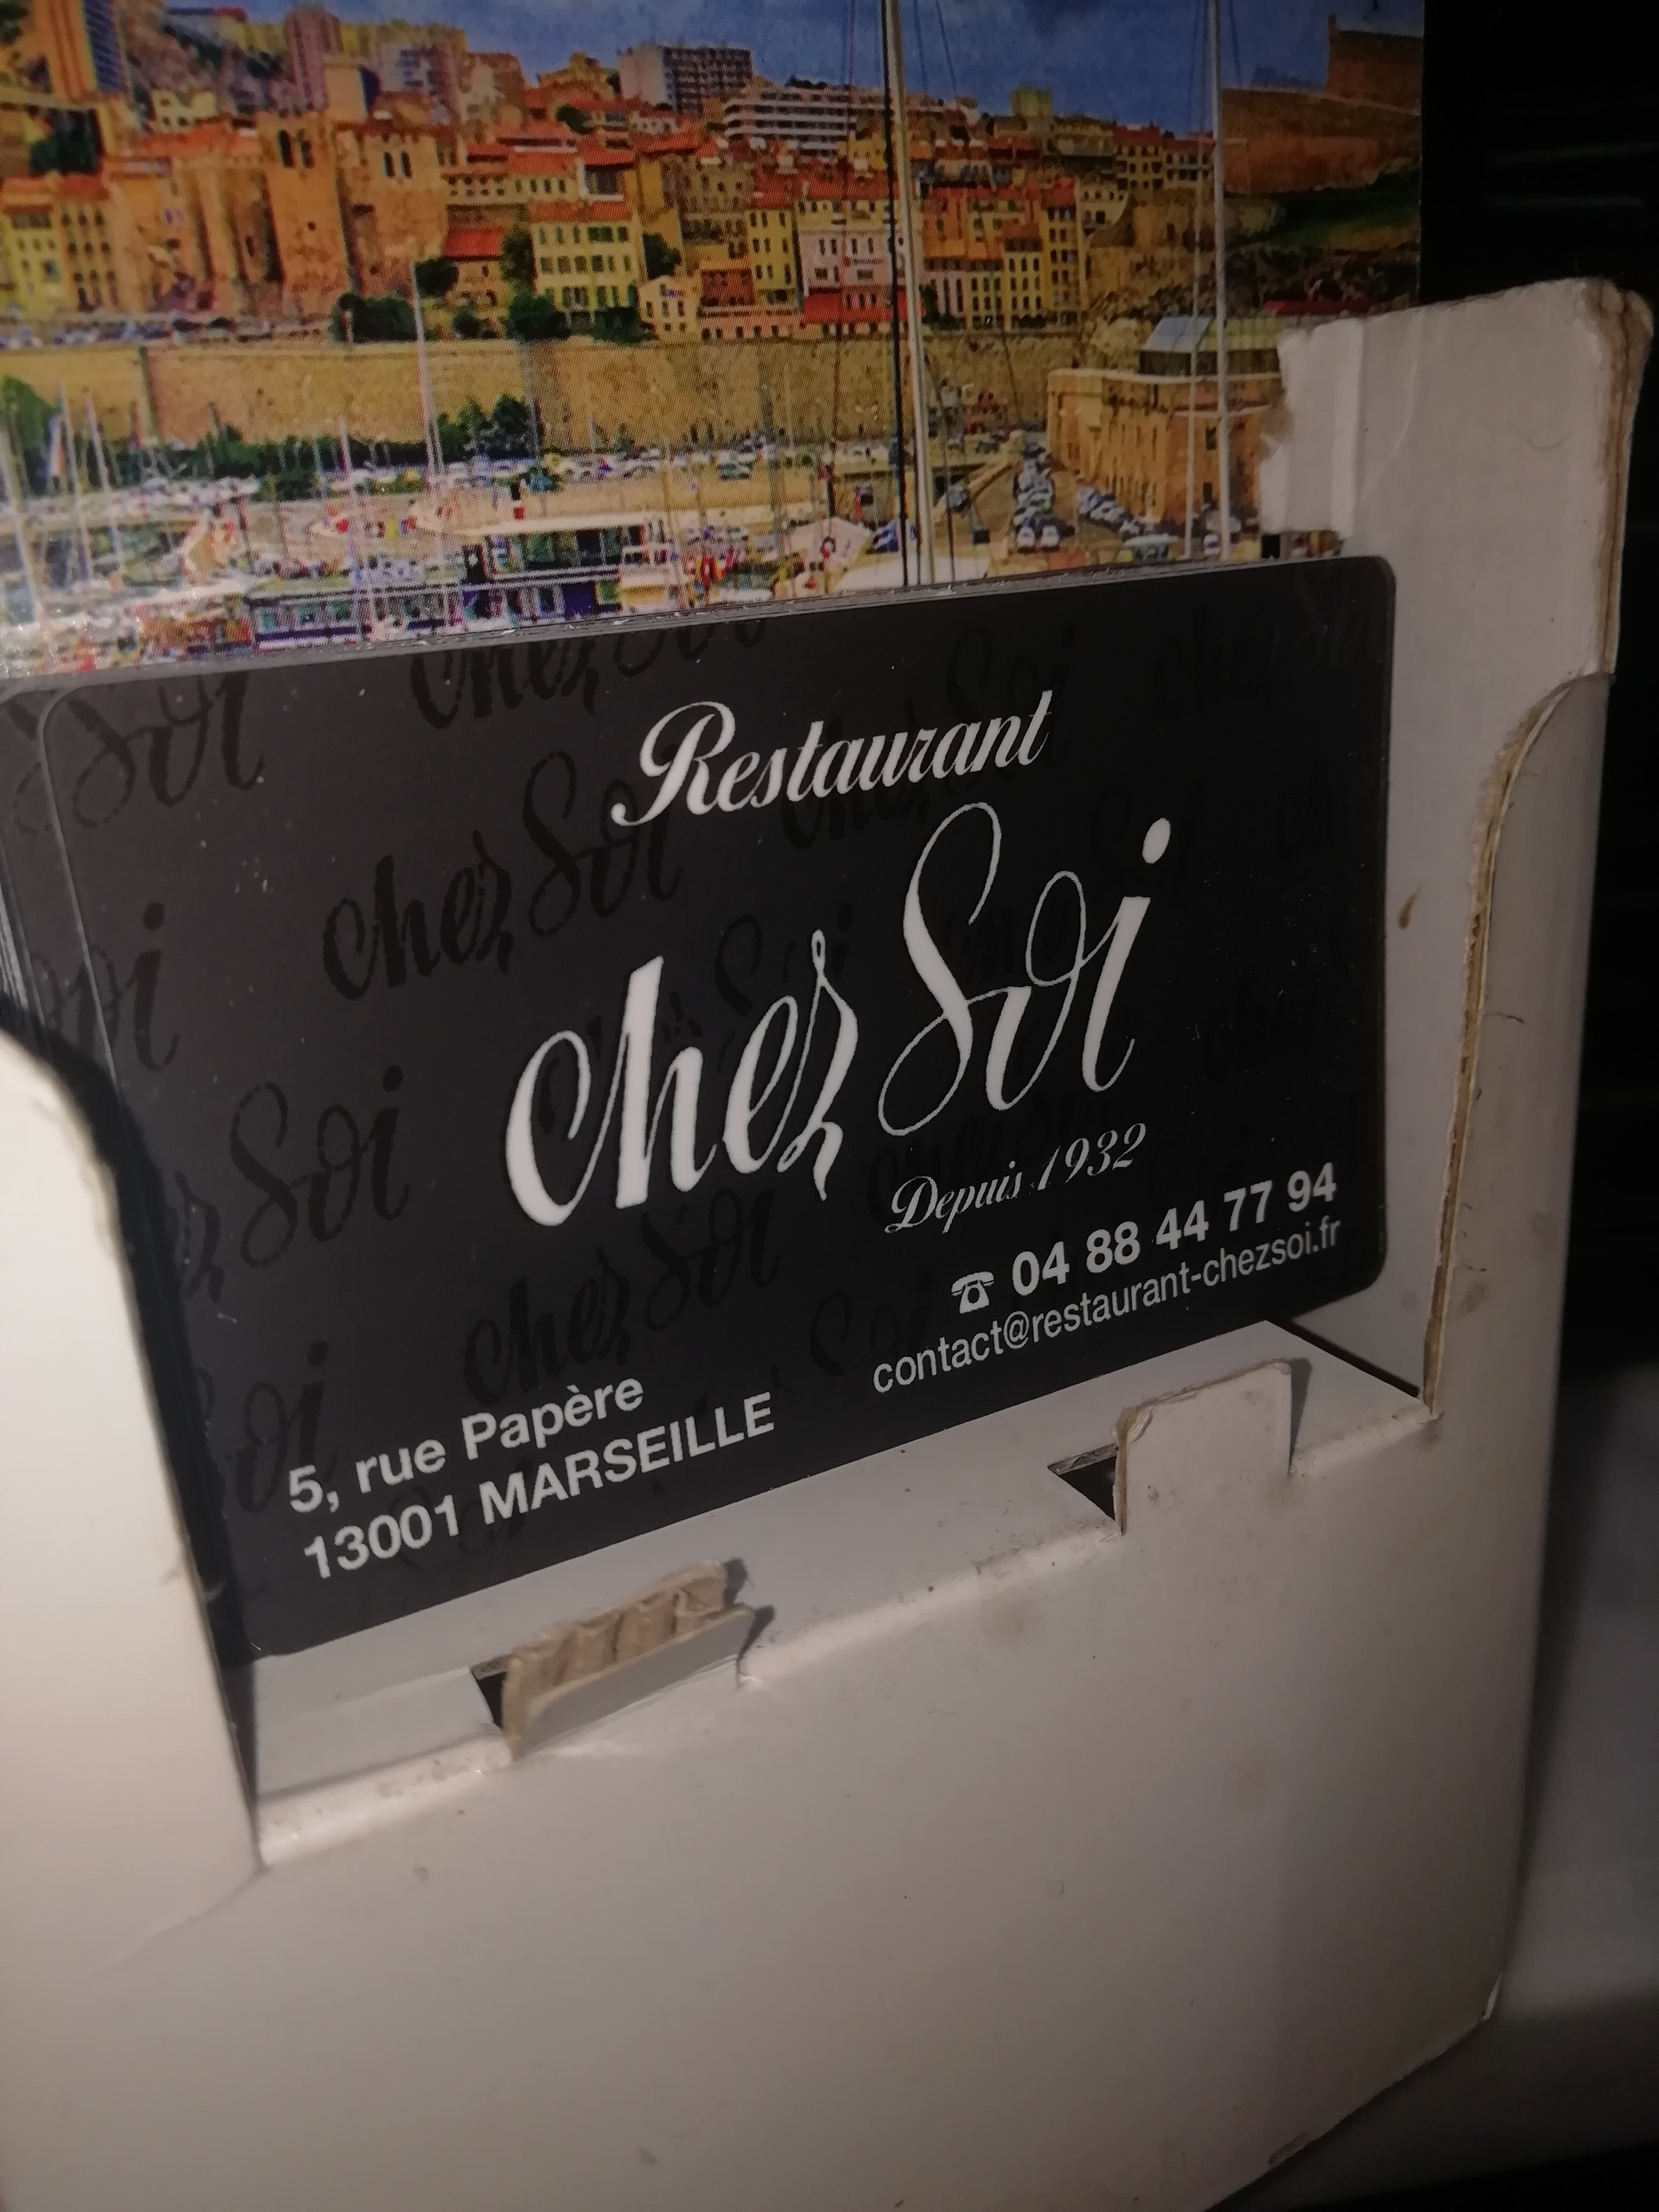 Restaurant
Chez Soi
Depuis 1932
☎ 04 88 44 77 94
contact@restaurant-chezsoi.fr
5, rue Papère
13001 MARSEILLE